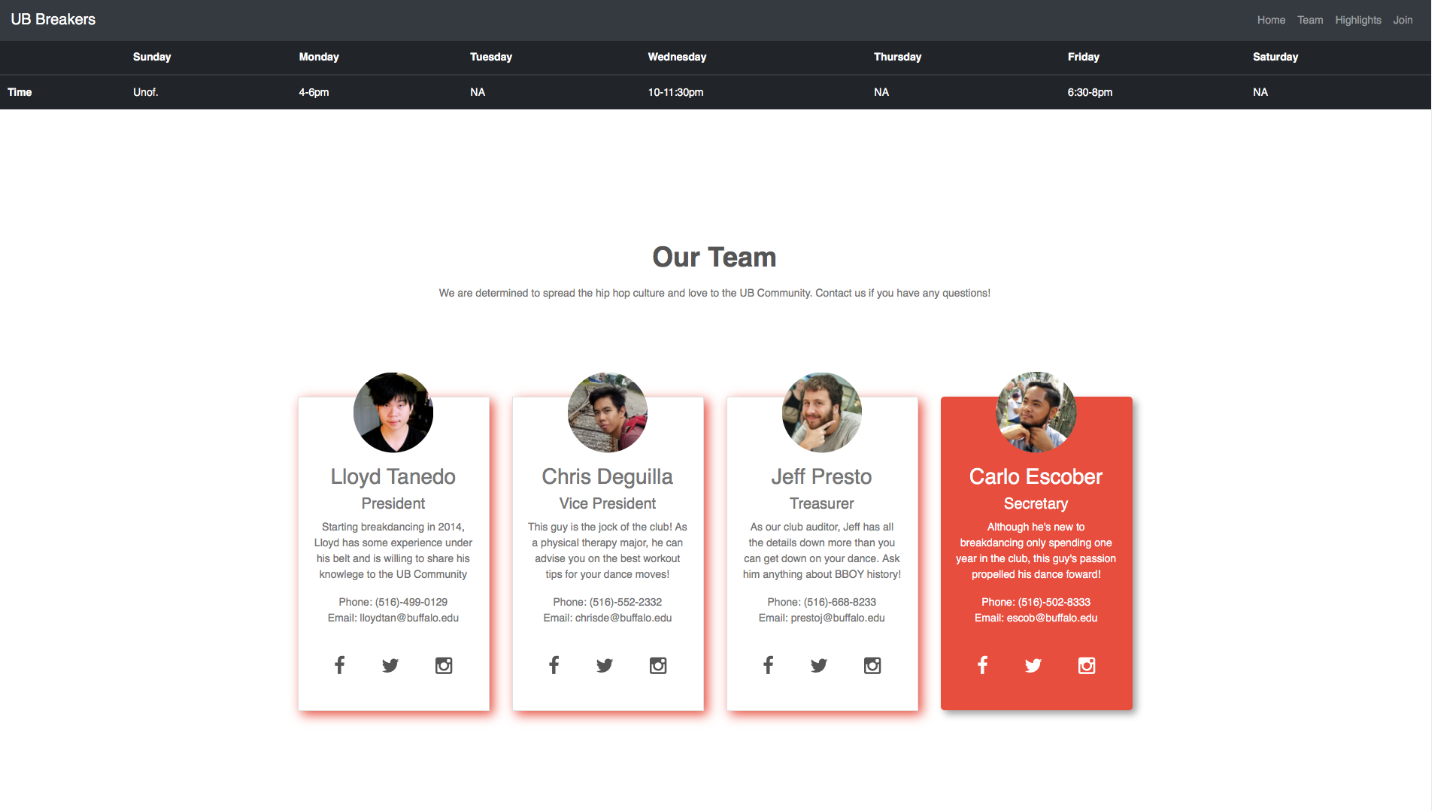 UB Breakers Home Team Highlights Join
Sunday Monday Tuesday Wednesday Thursday Friday Saturday
Time Unof. 4-6pm NA 10-11:30pm NA 6:30-8pm NA
Our Team
We are determined to spread the hip hop culture and love to the UB Community. Contact us if you have any questions!
Lloyd Tanedo
President
Starting breakdancing in 2014,
Lloyd has some experience under
his belt and is willing to share his
knowlege to the UB Community
Phone: (516)-499-0129
Email: lloydtan@buffalo.edu
Chris Deguilla
Vice President
This guy is the jock of the club! As
a physical therapy major, he can
advise you on the best workout
tips for your dance moves!
Phone: (516)-552-2332
Email: chrisde@buffalo.edu
Jeff Presto
Treasurer
As our club auditor, Jeff has all
the details down more than you
can get down on your dance. Ask
him anything about BBOY history!
Phone: (516)-668-8233
Email: prestoj@buffalo.edu
Carlo Escober
Secretary
Although he's new to
breakdancing only spending one
year in the club, this guy's passion
propelled his dance foward!
Phone: (516)-502-8333
Email: escob@buffalo.edu